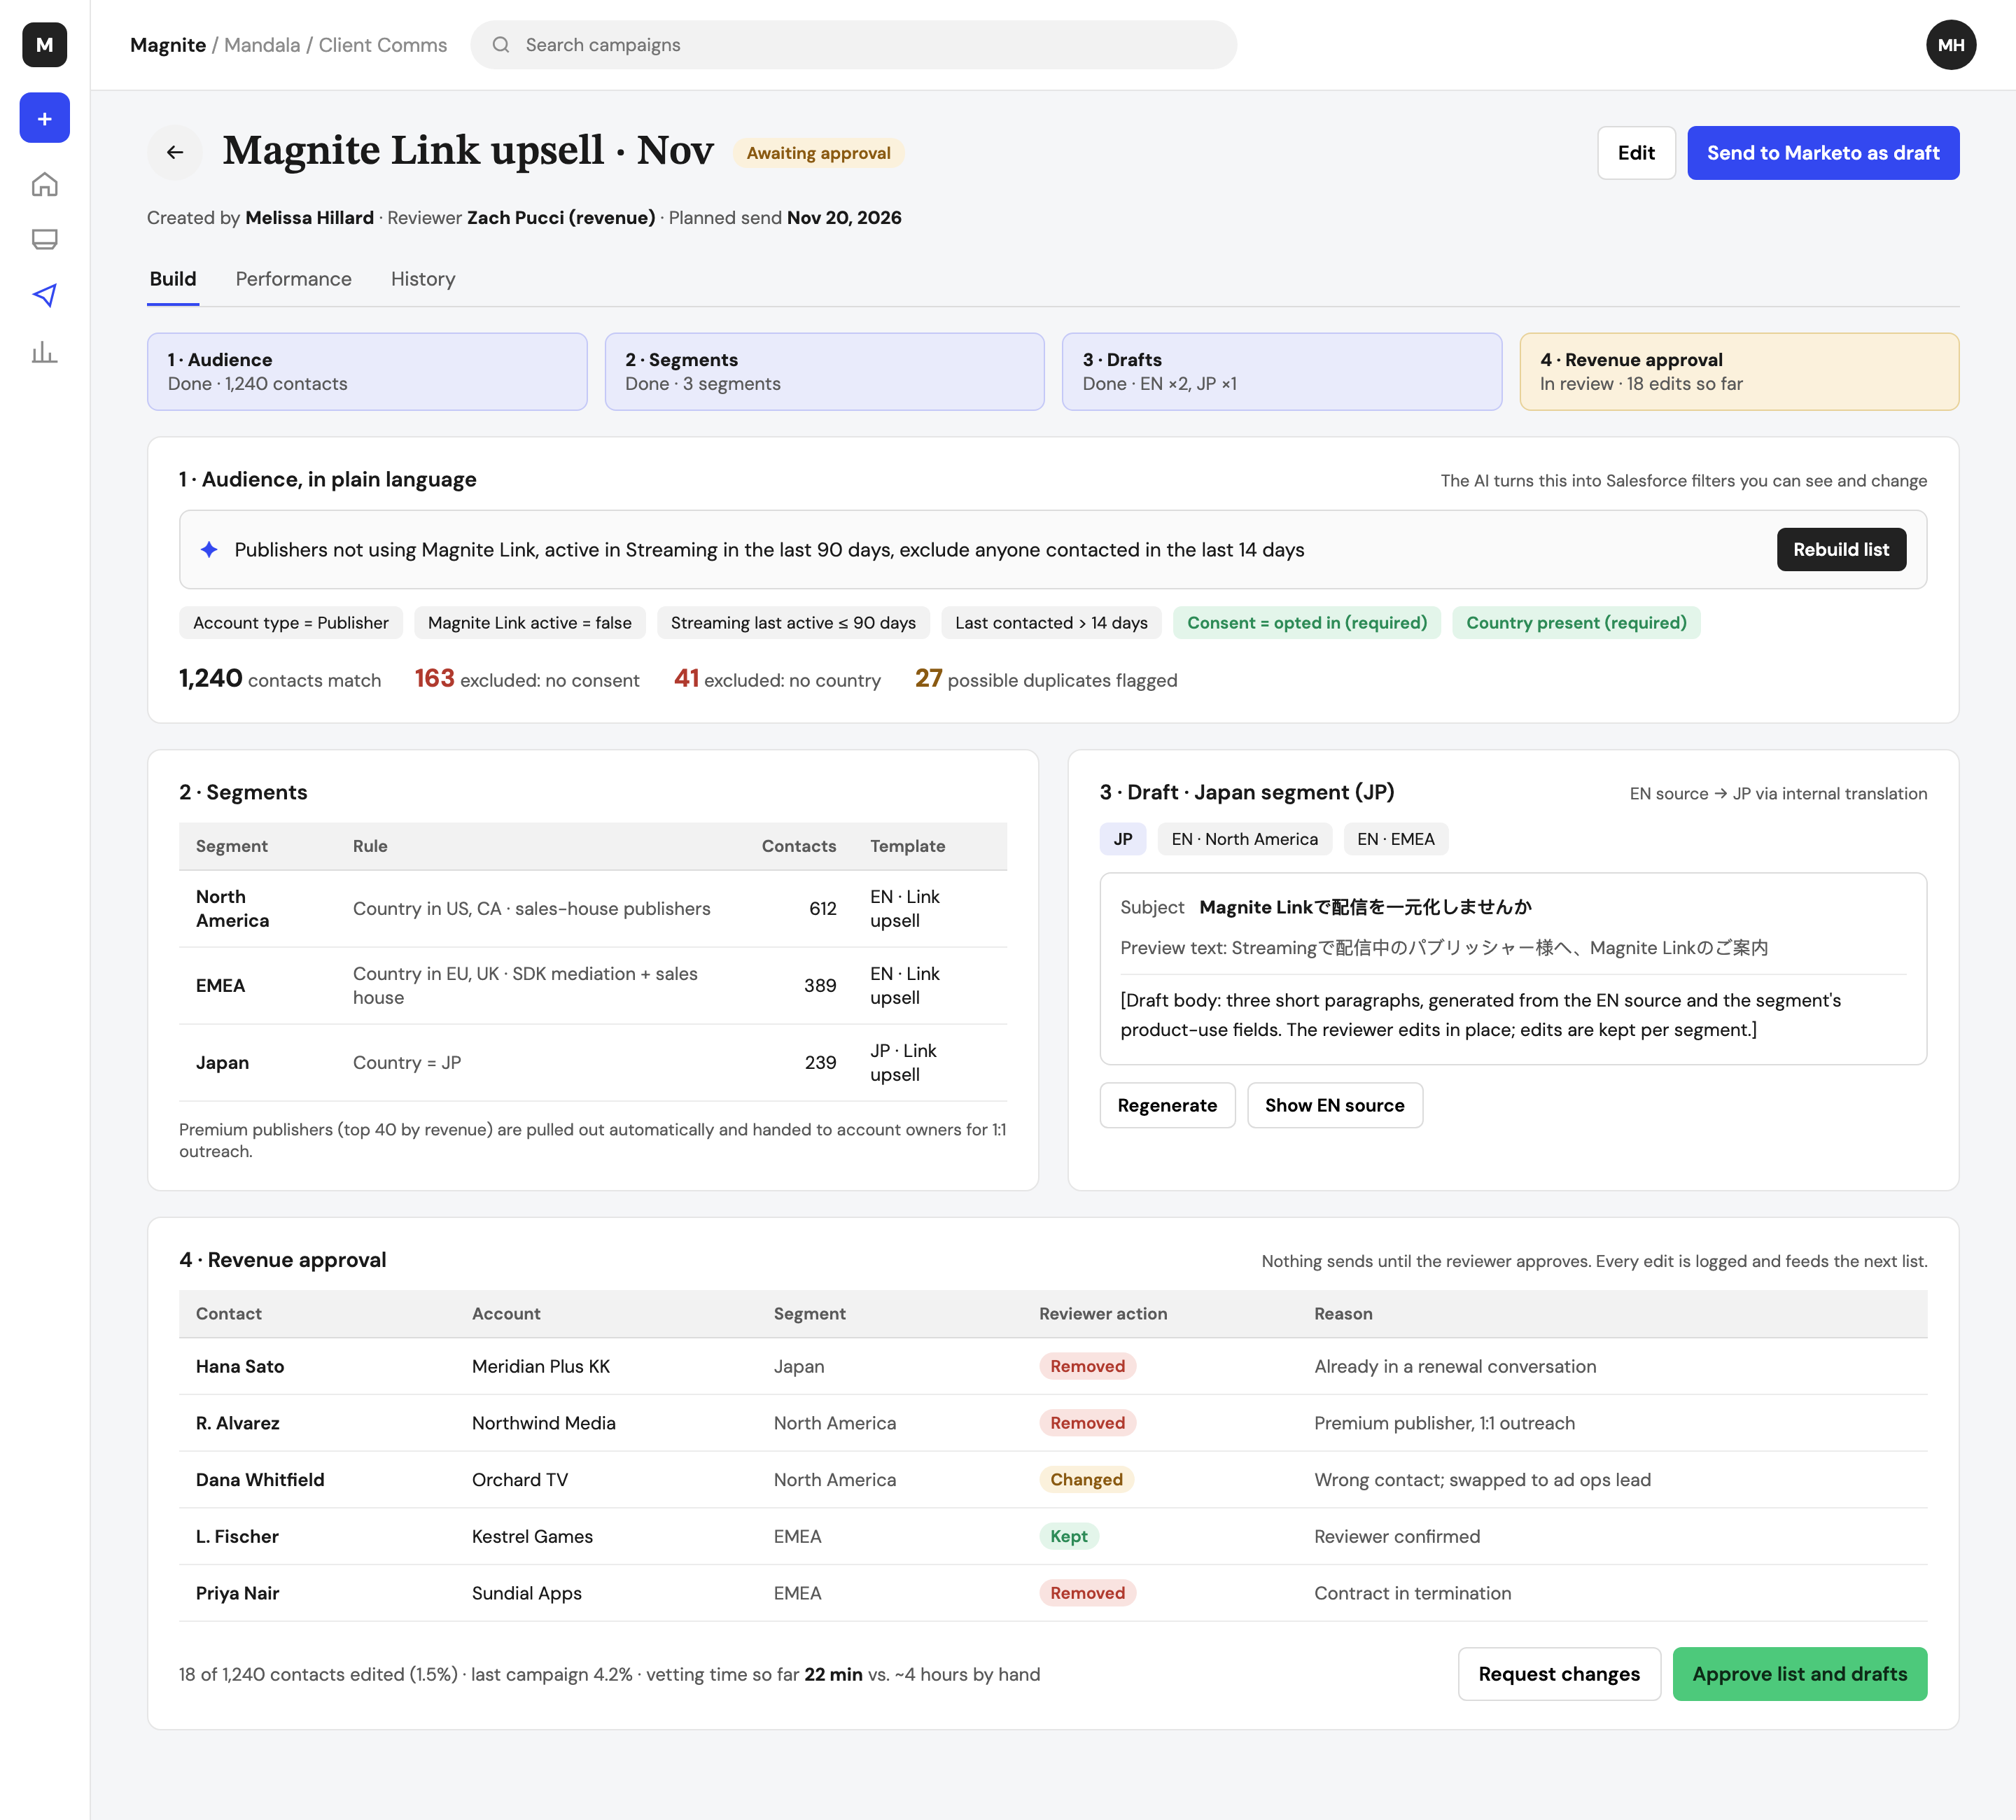 M
Magnite / Mandala / Client Comms
Search campaigns
MH
+
Magnite Link upsell · Nov
Awaiting approval
Edit
Send to Marketo as draft
Created by Melissa Hillard · Reviewer Zach Pucci (revenue) · Planned send Nov 20, 2026
Build
Performance
History
1 · Audience
Done · 1,240 contacts
2 · Segments
Done · 3 segments
3 · Drafts
Done · EN ×2, JP ×1
4 · Revenue approval
In review · 18 edits so far
1 · Audience, in plain language
The AI turns this into Salesforce filters you can see and change
Publishers not using Magnite Link, active in Streaming in the last 90 days, exclude anyone contacted in the last 14 days
Rebuild list
Account type = Publisher
Magnite Link active = false
Streaming last active ≤ 90 days
Last contacted > 14 days
Consent = opted in (required)
Country present (required)
1,240 contacts match
163 excluded: no consent
41 excluded: no country
27 possible duplicates flagged
2 · Segments
Segment Rule Contacts Template
North
America
Country in US, CA · sales-house publishers
612
EN · Link
upsell
EMEA
Country in EU, UK · SDK mediation + sales
house
389
EN · Link
upsell
Japan
Country = JP
239
JP · Link
upsell
Premium publishers (top 40 by revenue) are pulled out automatically and handed to account owners for 1:1
outreach.
3 · Draft · Japan segment (JP)
EN source → JP via internal translation
JP
EN · North America
EN · EMEA
Subject Magnite Linkで配信を一元化しませんか
Preview text: Streamingで配信中のパブリッシャー様へ、Magnite Linkのご案内
[Draft body: three short paragraphs, generated from the EN source and the segment's
product-use fields. The reviewer edits in place; edits are kept per segment.]
Regenerate
Show EN source
4 · Revenue approval
Nothing sends until the reviewer approves. Every edit is logged and feeds the next list.
Contact Account Segment Reviewer action Reason
Hana Sato Meridian Plus KK Japan Removed Already in a renewal conversation
R. Alvarez Northwind Media North America Removed Premium publisher, 1:1 outreach
Dana Whitfield Orchard TV North America Changed Wrong contact; swapped to ad ops lead
L. Fischer Kestrel Games EMEA Kept Reviewer confirmed
Priya Nair Sundial Apps EMEA Removed Contract in termination
18 of 1,240 contacts edited (1.5%) · last campaign 4.2% · vetting time so far 22 min vs. ~4 hours by hand
Request changes
Approve list and drafts